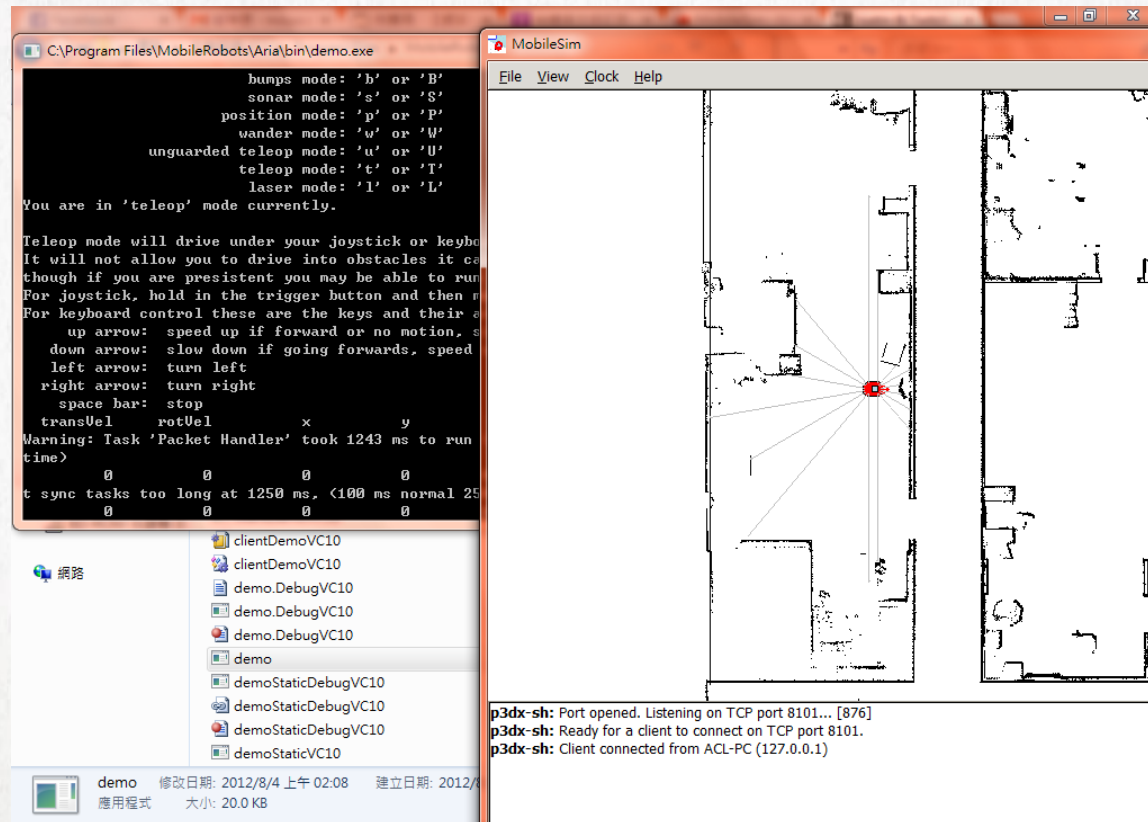 C:\Program Files\MobileRobots\Aria\bin\demo.exe
bumps mode: 'b' or 'B'
sonar mode: 's' or 'S'
position mode: 'p' or 'P'
wander mode: 'w' or 'W'
unguarded teleop mode: 'u' or 'U'
teleop mode: 't' or 'T'
laser mode: 'l' or 'L'
You are in 'teleop' mode currently.
Teleop mode will drive under your joystick or keybo
It will not allow you to drive into obstacles it ca
though if you are presistent you may be able to run
For joystick, hold in the trigger button and then m
For keyboard control these are the keys and their a
up arrow: speed up if forward or no motion, s
down arrow: slow down if going forwards, speed
left arrow: turn left
right arrow: turn right
space bar: stop
transVel rotVel x y
Warning: Task 'Packet Handler' took 1243 ms to run
time)
0 0 0 0
t sync tasks too long at 1250 ms, (100 ms normal 25
0 0 0 0
網路
clientDemoVC10
clientDemoVC10
demo.DebugVC10
demo.DebugVC10
demo.DebugVC10
demo
demoStaticDebugVC10
demoStaticDebugVC10
demoStaticDebugVC10
demoStaticVC10
demo 修改日期: 2012/8/4 上午 02:08 建立日期: 2012/8
應用程式 大小: 20.0 KB
MobileSim
File View Clock Help
p3dx-sh: Port opened. Listening on TCP port 8101... [876]
p3dx-sh: Ready for a client to connect on TCP port 8101.
p3dx-sh: Client connected from ACL-PC (127.0.0.1)